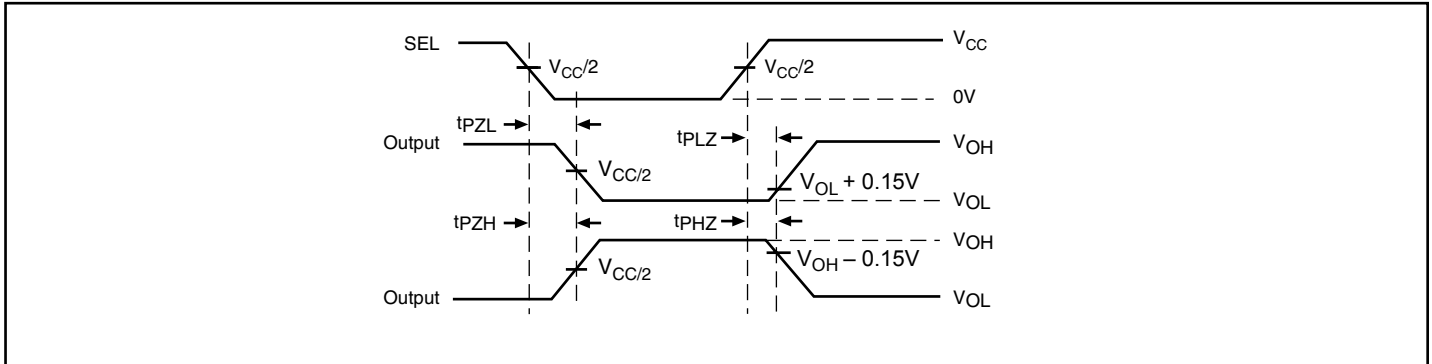 SEL
VCC/2
VCC/2
VCC
0V
tPZL
tPLZ
Output
VCC/2
VOH
VOL + 0.15V
VOL
tPZH
tPHZ
VOH
VCC/2
VOH – 0.15V
Output
VOL